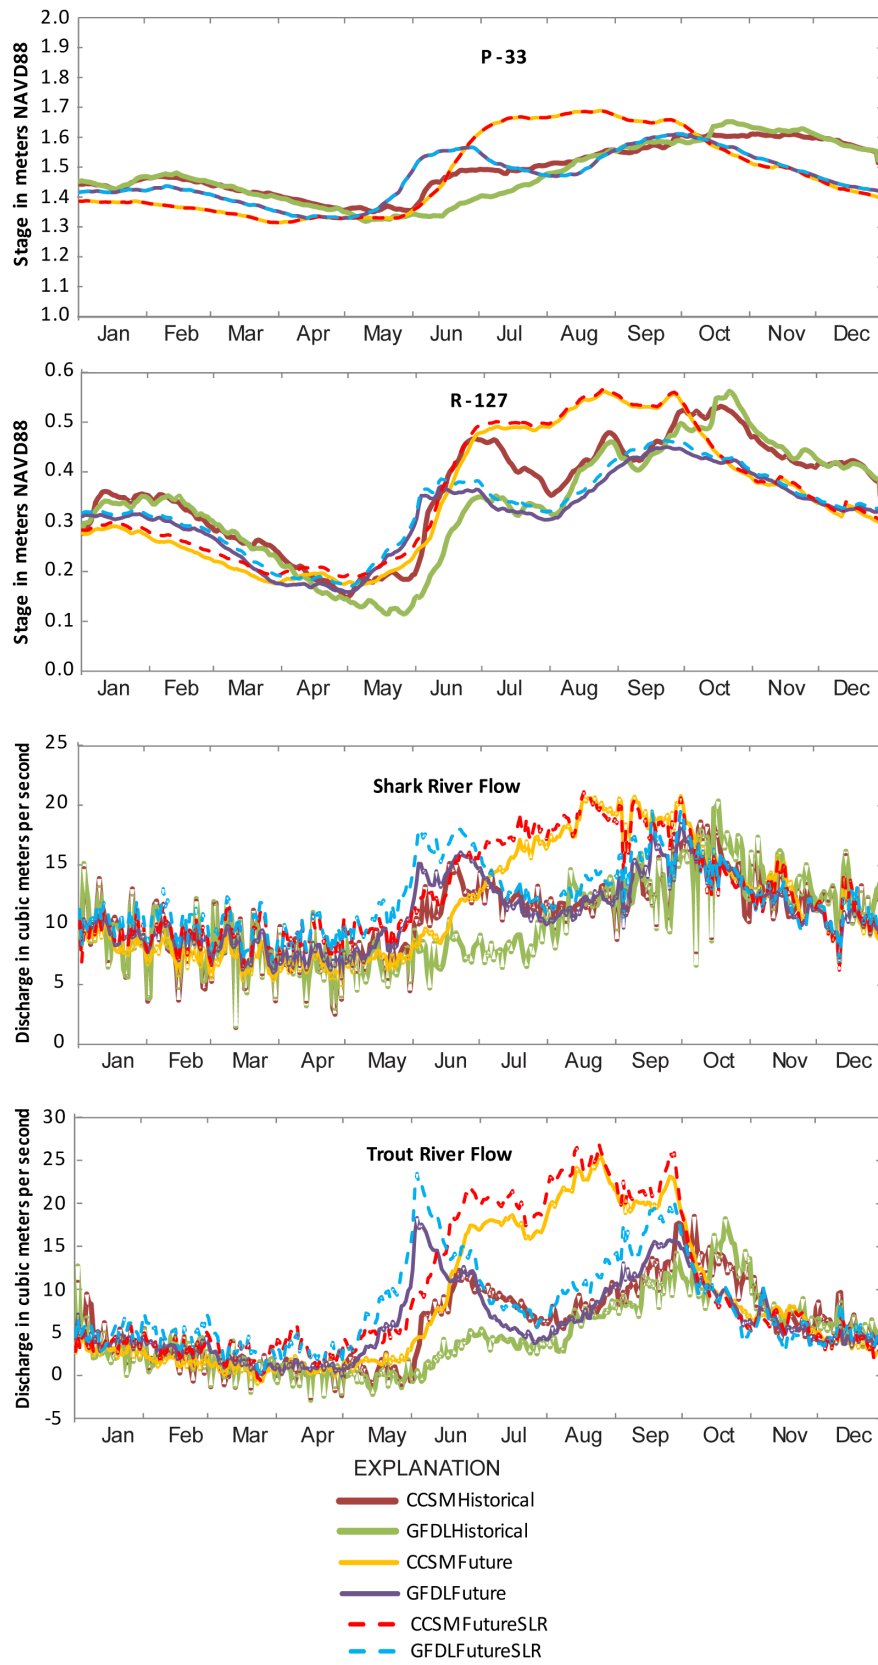 P-33
Stage in meters NAVD88
2.0
1.9
1.8
1.7
1.6
1.5
1.4
1.3
1.2
1.1
1.0
Jan Feb Mar Apr May Jun Jul Aug Sep Oct Nov Dec
R-127
Stage in meters NAVD88
0.6
0.5
0.4
0.3
0.2
0.1
0.0
Jan Feb Mar Apr May Jun Jul Aug Sep Oct Nov Dec
Shark River Flow
Discharge in cubic meters per second
25
20
15
10
5
0
Jan Feb Mar Apr May Jun Jul Aug Sep Oct Nov Dec
Trout River Flow
Discharge in cubic meters per second
30
25
20
15
10
5
0
-5
Jan Feb Mar Apr May Jun Jul Aug Sep Oct Nov Dec
EXPLANATION
CCSMHistorical
GFDLHistorical
CCSMFuture
GFDLFuture
CCSMFutureSLR
GFDLFutureSLR